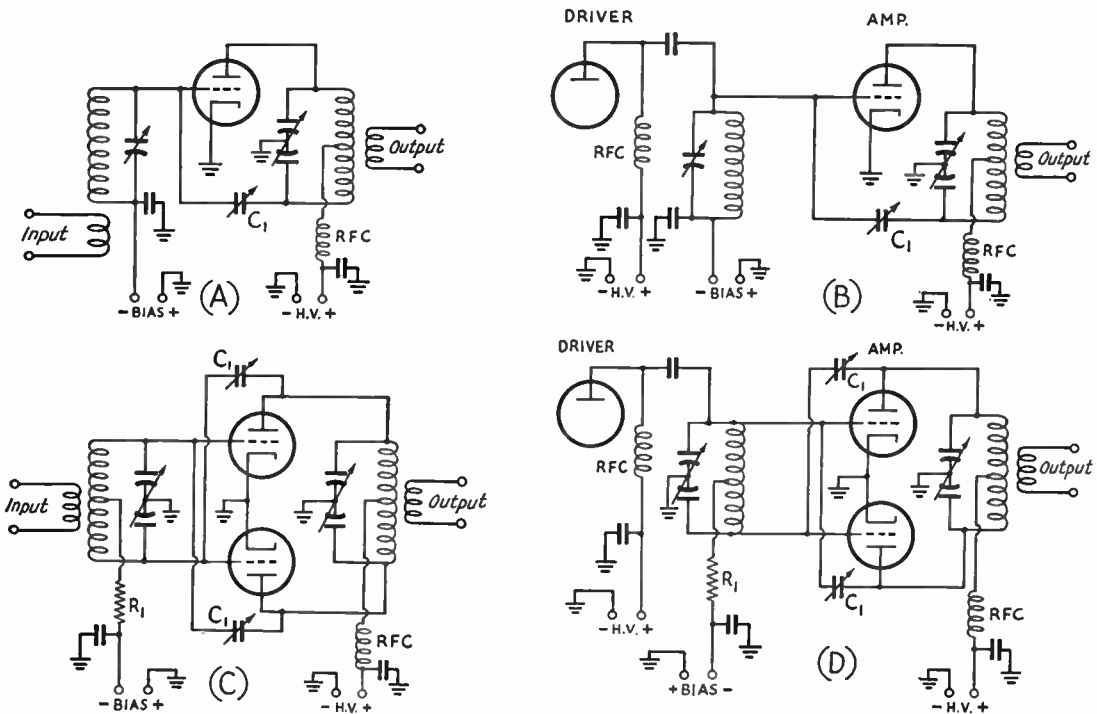 Input
C1
Output
RFC
- BIAS +
(A)
- H.V. +
DRIVER
AMP.
RFC
C1
Output
RFC
- H.V. +
- BIAS +
(B)
- H.V. +
C1
Input
R1
C1
Output
RFC
- BIAS +
(C)
- H.V. +
DRIVER
AMP.
C1
RFC
R1
C1
Output
RFC
- H.V. +
+ BIAS -
(D)
- H.V. +